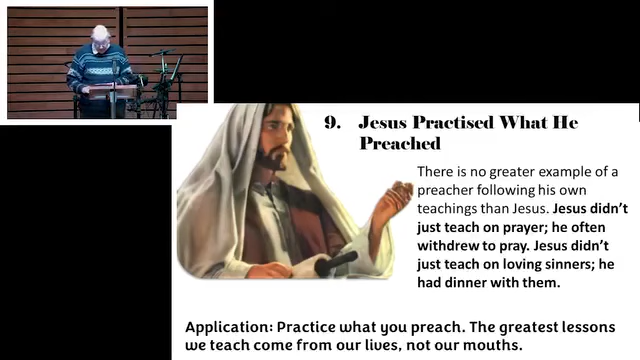 9. Jesus Practised What He
Preached
There is no greater example of a
preacher following his own
teachings than Jesus. Jesus didn't
just teach on prayer; he often
withdrew to pray. Jesus didn't
just teach on loving sinners; he
had dinner with them.
Application: Practice what you preach. The greatest lessons
we teach come from our lives, not our mouths.